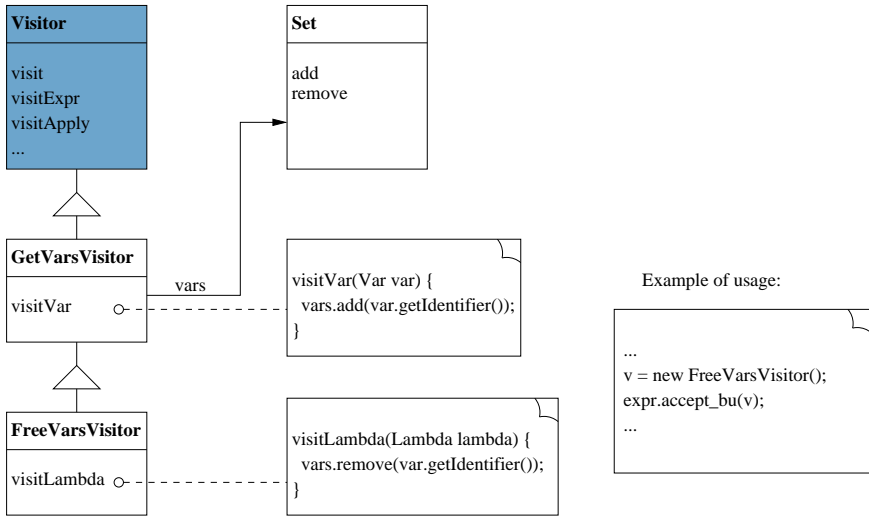 Visitor
visit
visitExpr
visitApply
...
Set
add
remove
GetVarsVisitor
visitVar
vars
visitVar(Var var) {
vars.add(var.getIdentifier());
}
FreeVarsVisitor
visitLambda
visitLambda(Lambda lambda) {
vars.remove(var.getIdentifier());
}
Example of usage:
...
v = new FreeVarsVisitor();
expr.accept_bu(v);
...